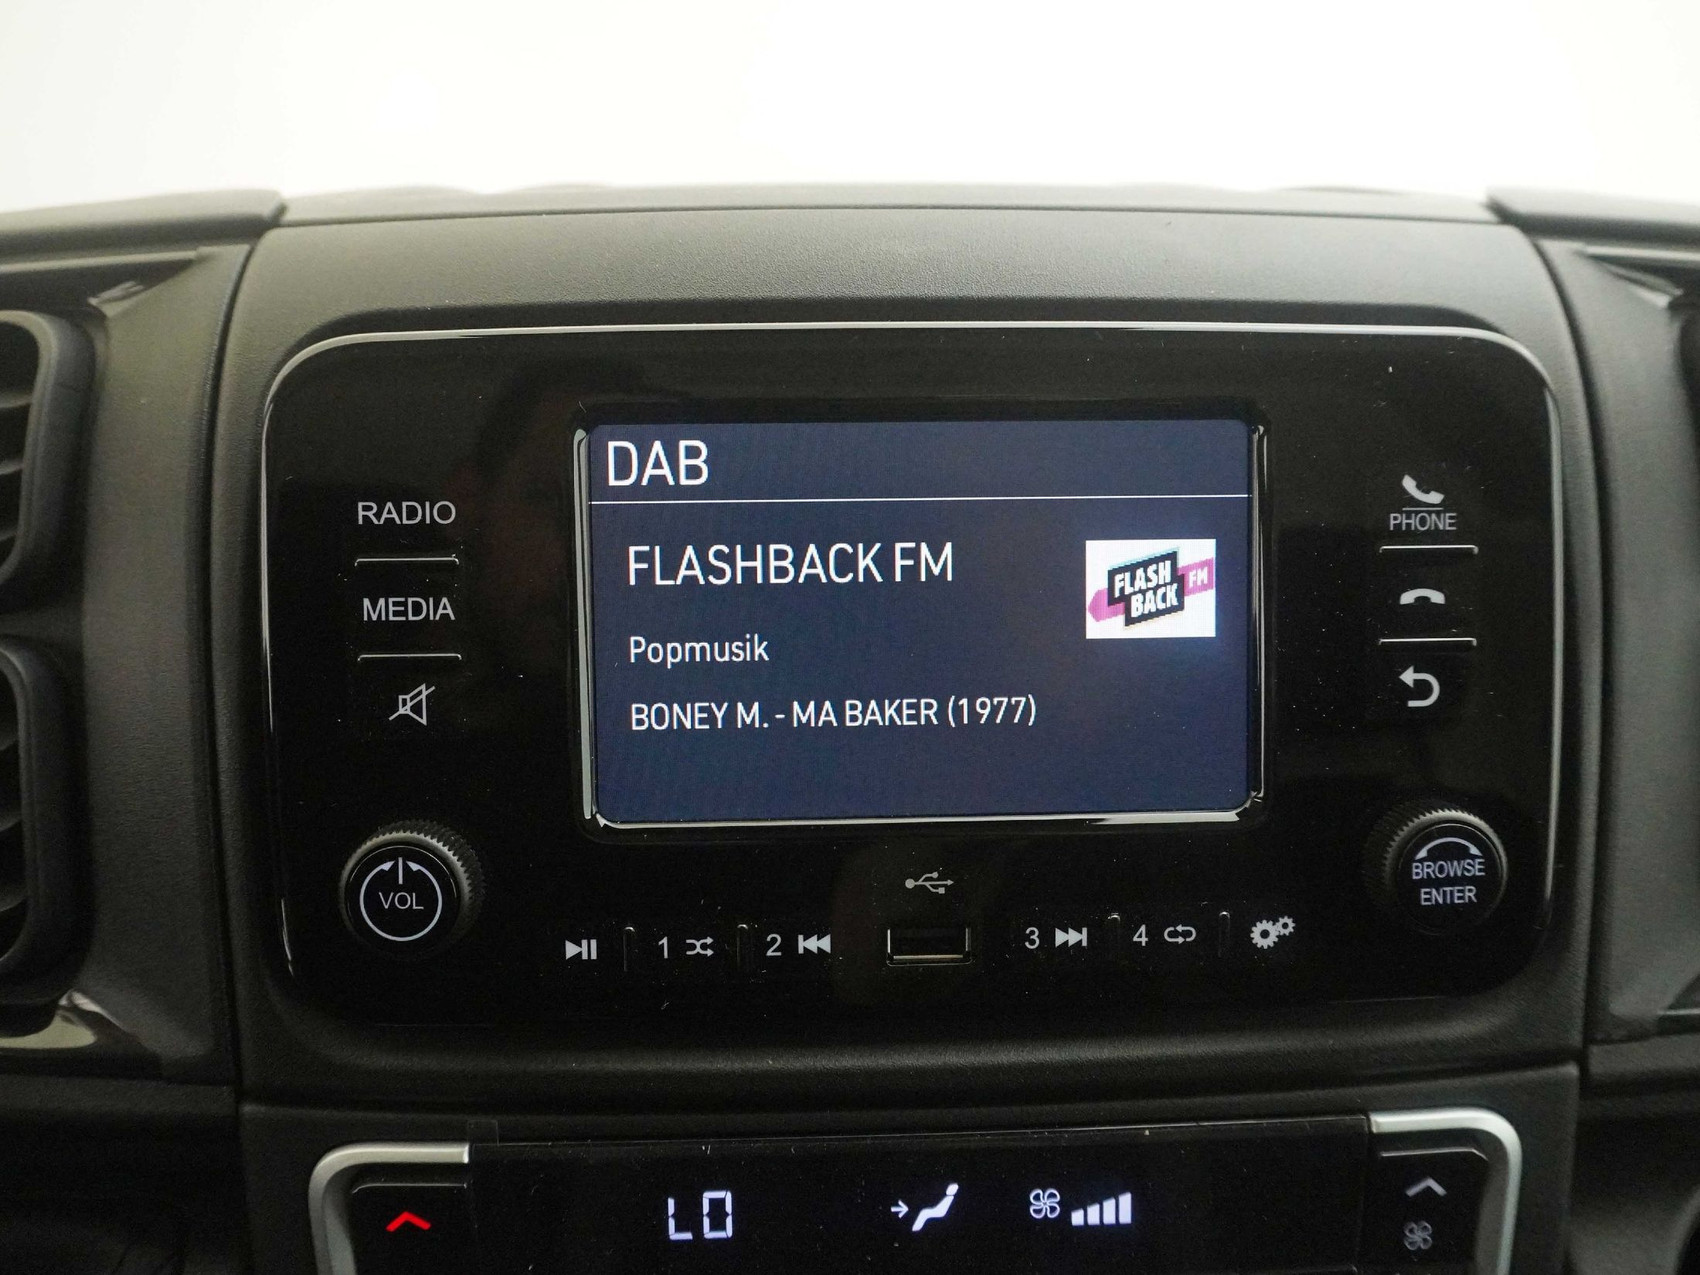 DAB
FLASHBACK FM
FLASH
BACK
FM
Popmusik
BONEY M. - MA BAKER (1977)
RADIO
MEDIA
PHONE
VOL
BROWSE
ENTER
1
2
3
4
LO